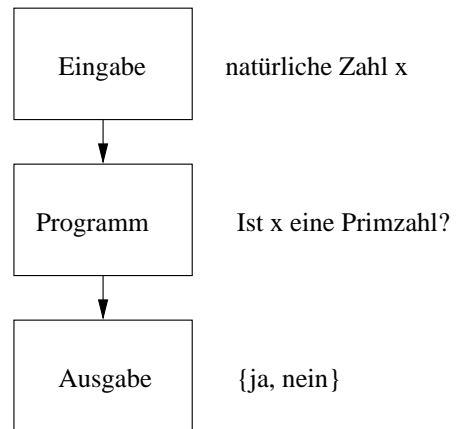 Eingabe natürliche Zahl x
Programm Ist x eine Primzahl?
Ausgabe {ja, nein}